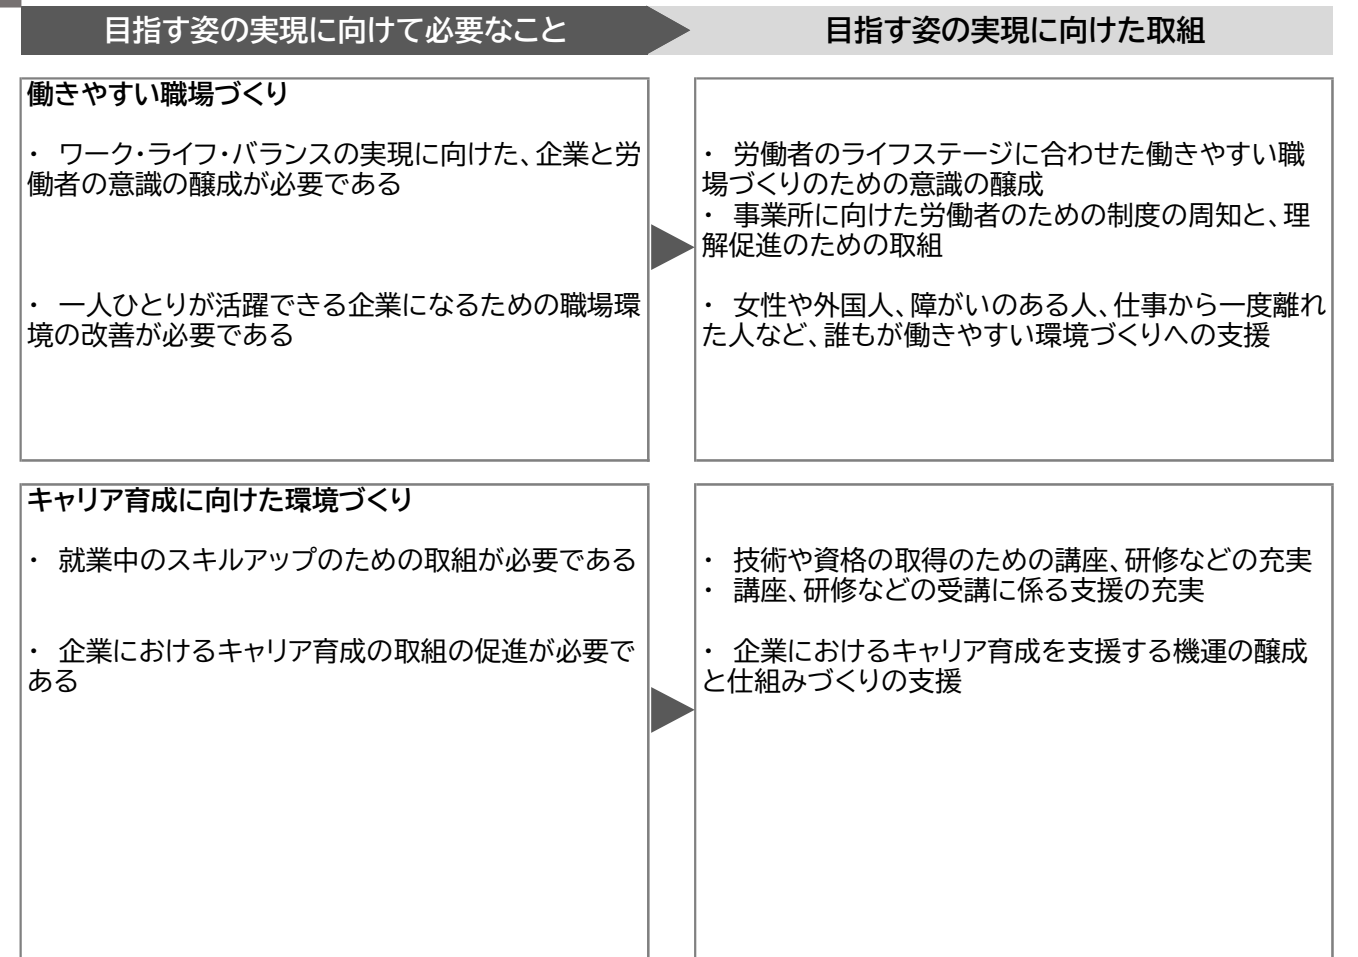 目指す姿の実現に向けて必要なこと
目指す姿の実現に向けた取組
働きやすい職場づくり
・ ワーク・ライフ・バランスの実現に向けた、企業と労
働者の意識の醸成が必要である
・ 一人ひとりが活躍できる企業になるための職場環
境の改善が必要である
・ 労働者のライフステージに合わせた働きやすい職
場づくりのための意識の醸成
・ 事業所に向けた労働者のための制度の周知と、理
解促進のための取組
・ 女性や外国人、障がいのある人、仕事から一度離れ
た人など、誰もが働きやすい環境づくりへの支援
キャリア育成に向けた環境づくり
・ 就業中のスキルアップのための取組が必要である
・ 企業におけるキャリア育成の取組の促進が必要で
ある
・ 技術や資格の取得のための講座、研修などの充実
・ 講座、研修などの受講に係る支援の充実
・ 企業におけるキャリア育成を支援する機運の醸成
と仕組みづくりの支援